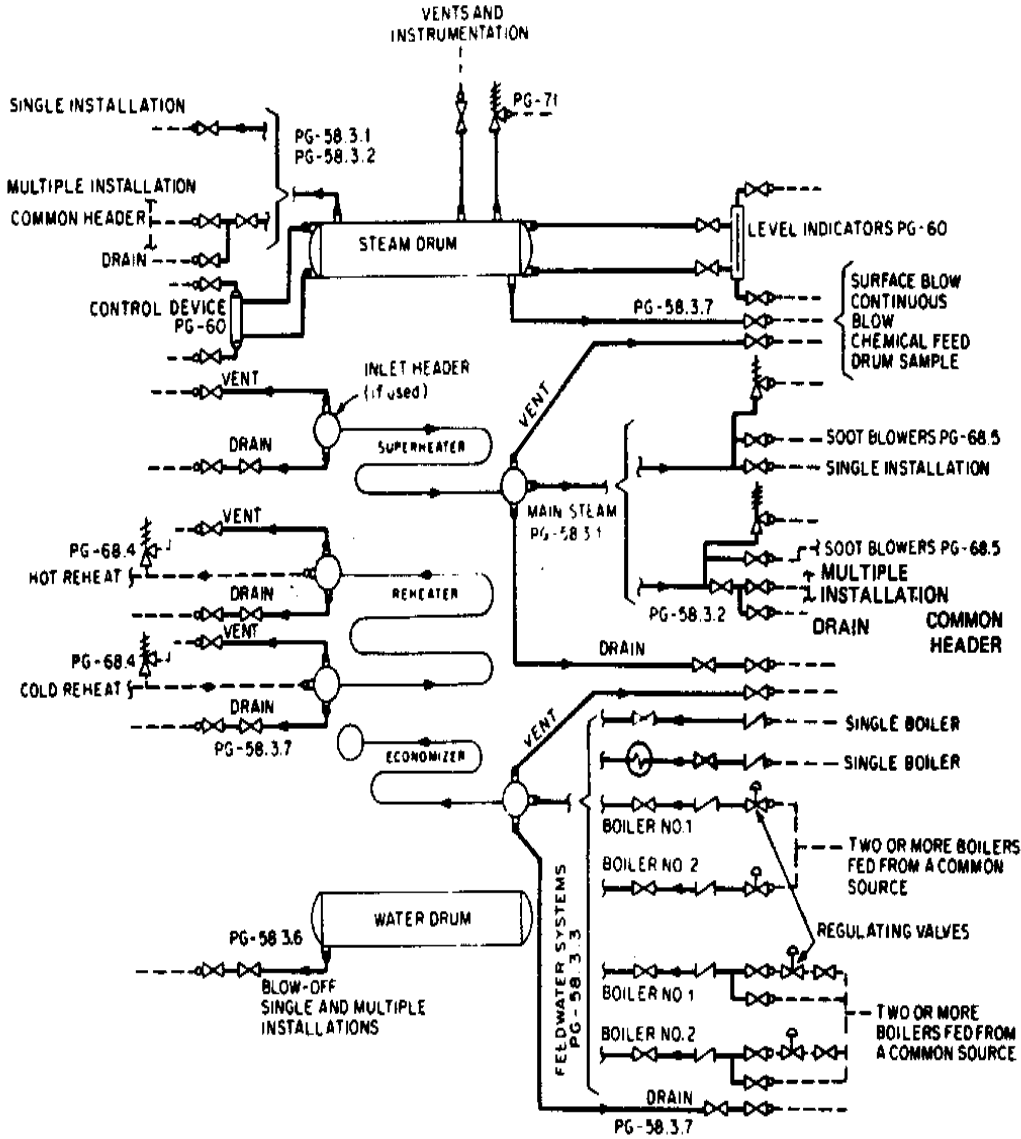 VENTS AND
INSTRUMENTATION
SINGLE INSTALLATION
PG-71
PG-58.3.1
PG-58.3.2
MULTIPLE INSTALLATION
COMMON HEADER
DRAIN
STEAM DRUM
LEVEL INDICATORS PG-60
CONTROL DEVICE
PG-60
PG-58.3.7
SURFACE BLOW
CONTINUOUS
BLOW
CHEMICAL FEED
DRUM SAMPLE
VENT
INLET HEADER
(if used)
VENT
DRAIN
SUPERHEATER
SOOT BLOWERS PG-68.5
SINGLE INSTALLATION
MAIN STEAM
PG-58.3.1
VENT
PG-68.4
HOT REHEAT
DRAIN
REHEATER
SOOT BLOWERS PG-68.5
MULTIPLE
INSTALLATION
PG-58.3.2
DRAIN
COMMON
HEADER
VENT
PG-68.4
COLD REHEAT
DRAIN
PG-58.3.7
DRAIN
VENT
ECONOMIZER
SINGLE BOILER
SINGLE BOILER
BOILER NO.1
BOILER NO. 2
TWO OR MORE BOILERS
FED FROM A COMMON
SOURCE
WATER DRUM
PG-58 3.6
BLOW-OFF
SINGLE AND MULTIPLE
INSTALLATIONS
FEEDWATER SYSTEMS
PG-58.3.3
REGULATING VALVES
BOILER NO 1
BOILER NO.2
TWO OR MORE
BOILERS FED FROM
A COMMON SOURCE
DRAIN
PG-58.3.7